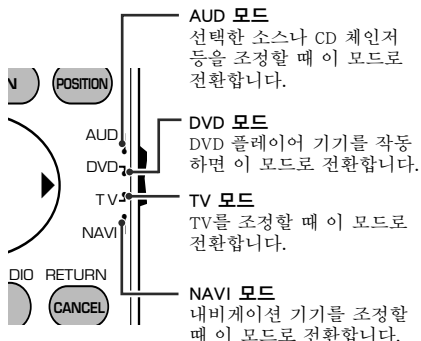 AUD 모드
선택한 소스나 CD 체인저
등을 조정할 때 이 모드로
전환합니다.
POSITION
AUD
DVD 모드
DVD 플레이어 기기를 작동
하면 이 모드로 전환합니다.
DVD
TV 모드
TV를 조정할 때 이 모드로
전환합니다.
TV
NAVI
NAVI 모드
내비게이션 기기를 조정할
때 이 모드로 전환합니다.
DIO RETURN
CANCEL